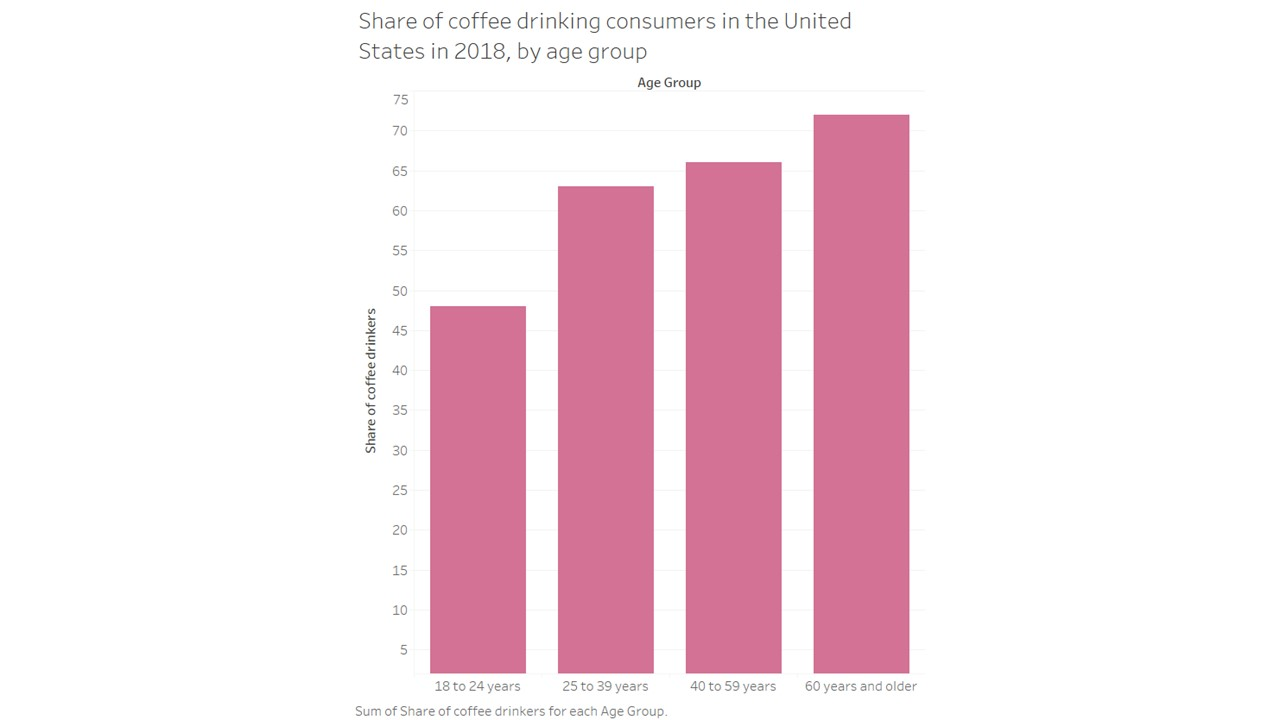 Share of coffee drinking consumers in the United
States in 2018, by age group
Age Group
75
70
65
60
55
50
45
40
35
30
25
20
15
10
5
Share of coffee drinkers
18 to 24 years
25 to 39 years
40 to 59 years
60 years and older
Sum of Share of coffee drinkers for each Age Group.